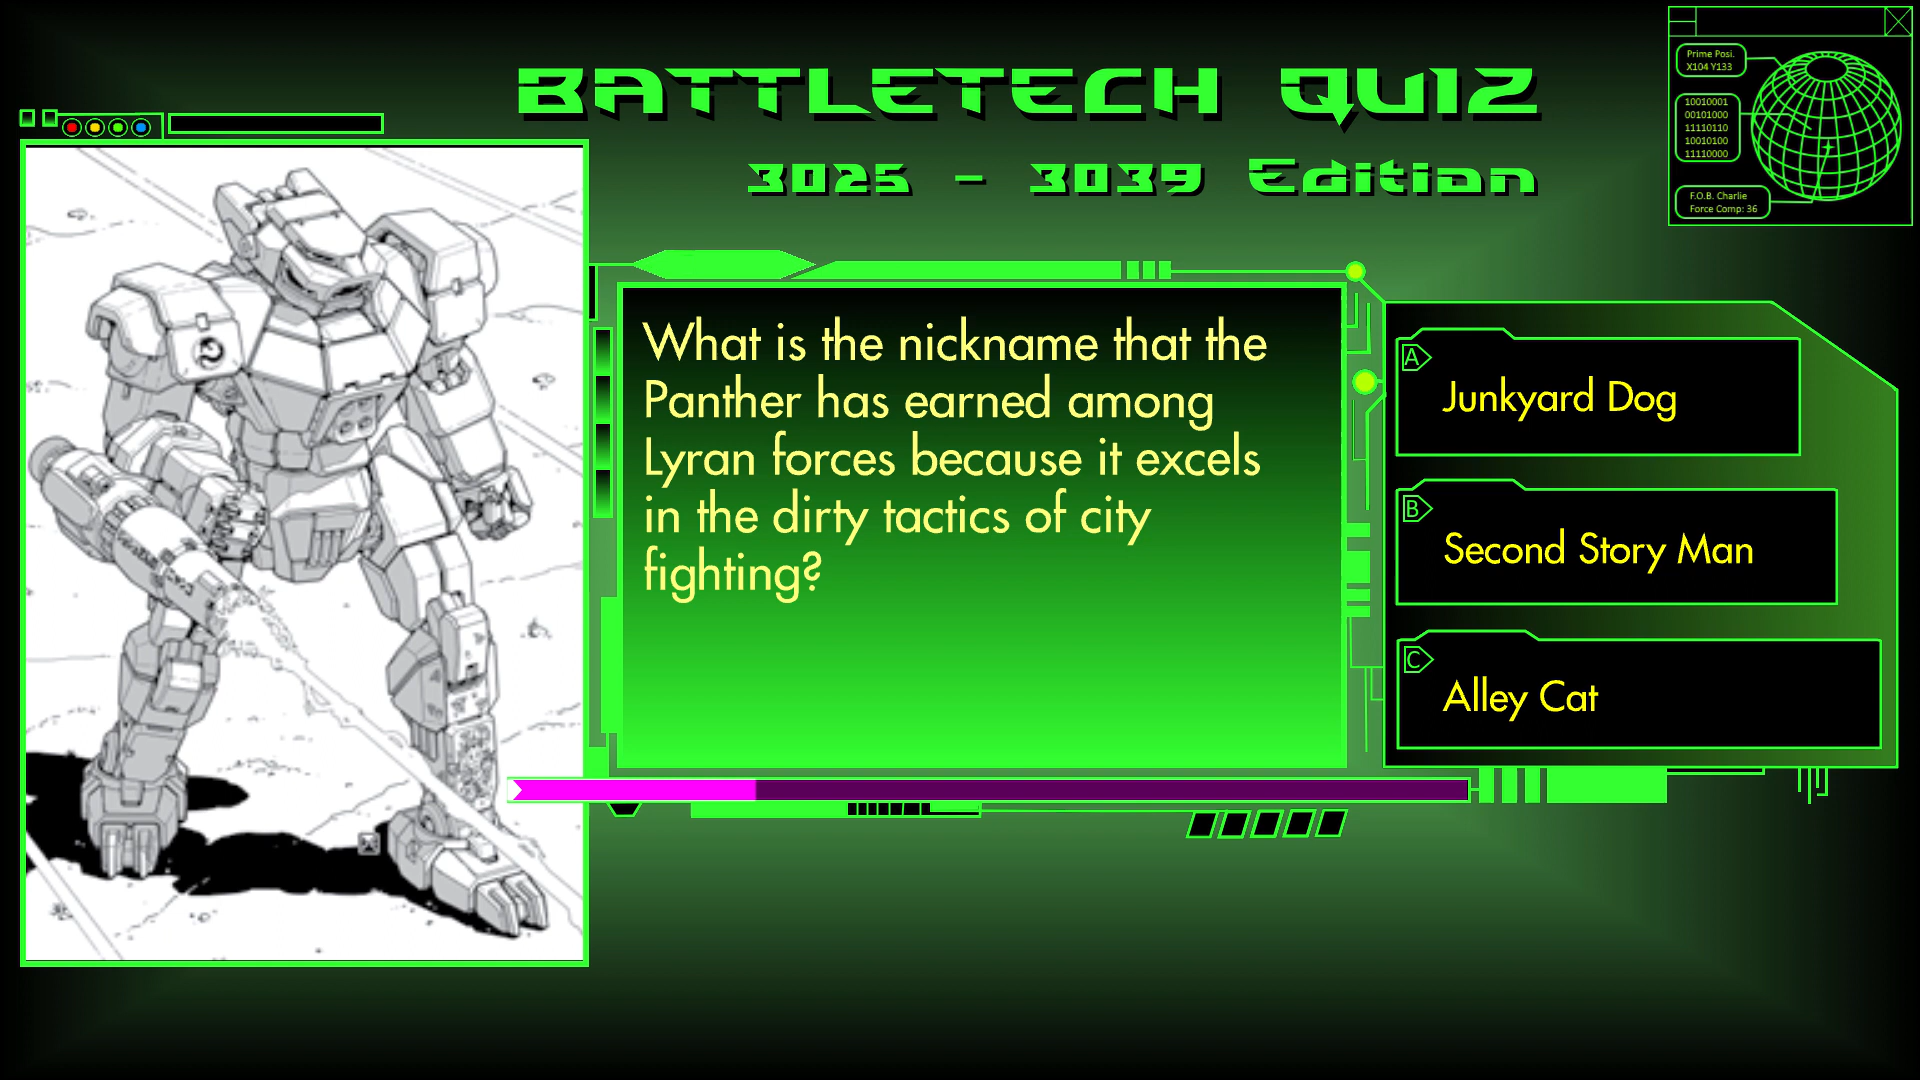 BATTLETECH QUIZ
3025 - 3039 Edition
Prime Posi.
X104 Y133
10010001
00101000
11110110
10010100
11110000
F.O.B. Charlie
Force Comp: 36
What is the nickname that the
Panther has earned among
Lyran forces because it excels
in the dirty tactics of city
fighting?
A
Junkyard Dog
B
Second Story Man
C
Alley Cat